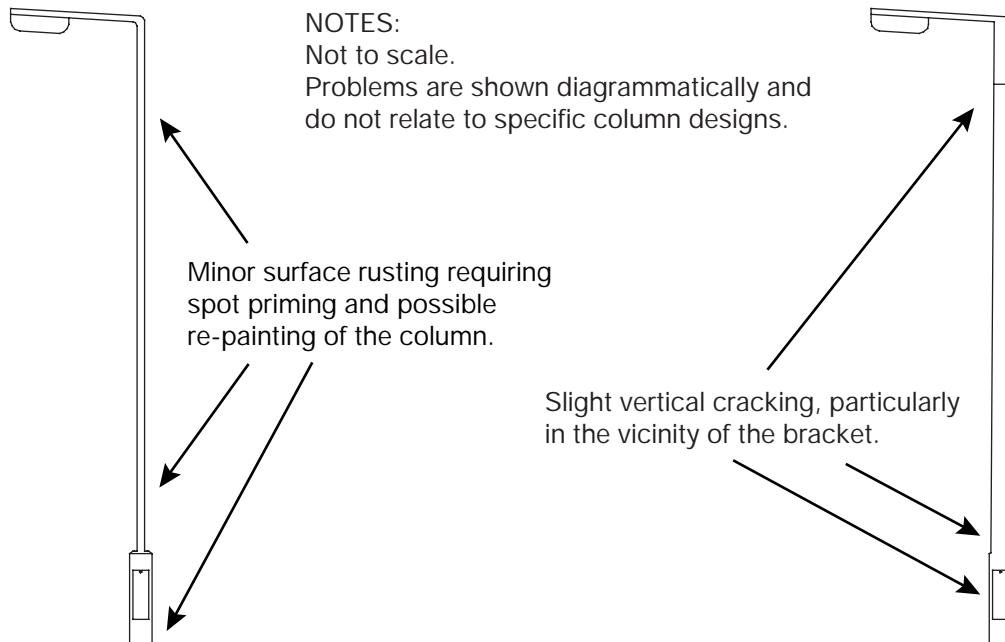 NOTES:
Not to scale.
Problems are shown diagrammatically and
do not relate to specific column designs.
Minor surface rusting requiring
spot priming and possible
re-painting of the column.
Slight vertical cracking, particularly
in the vicinity of the bracket.